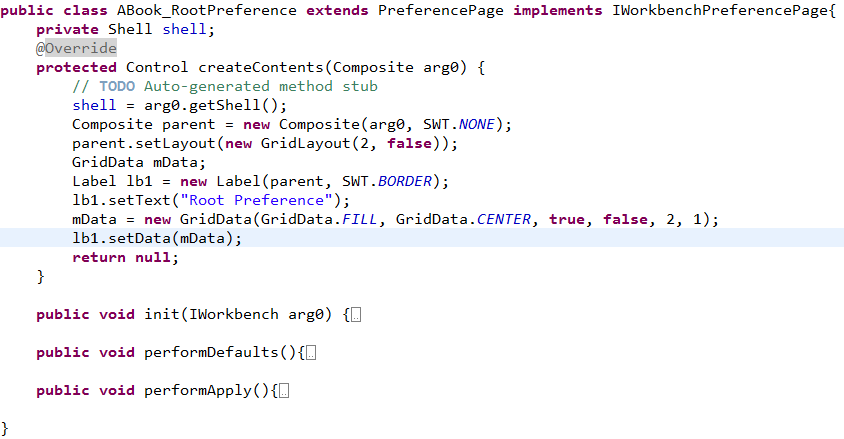 public class ABook_RootPreference extends PreferencePage implements IWorkbenchPreferencePage{
private Shell shell;
@Override
protected Control createContents(Composite arg0) {
// TODO Auto-generated method stub
shell = arg0.getShell();
Composite parent = new Composite(arg0, SWT.NONE);
parent.setLayout(new GridLayout(2, false));
GridData mData;
Label lb1 = new Label(parent, SWT.BORDER);
lb1.setText("Root Preference");
mData = new GridData(GridData.FILL, GridData.CENTER, true, false, 2, 1);
lb1.setData(mData);
return null;
}
public void init(IWorkbench arg0) {..
public void performDefaults(){..
public void performApply(){..
}